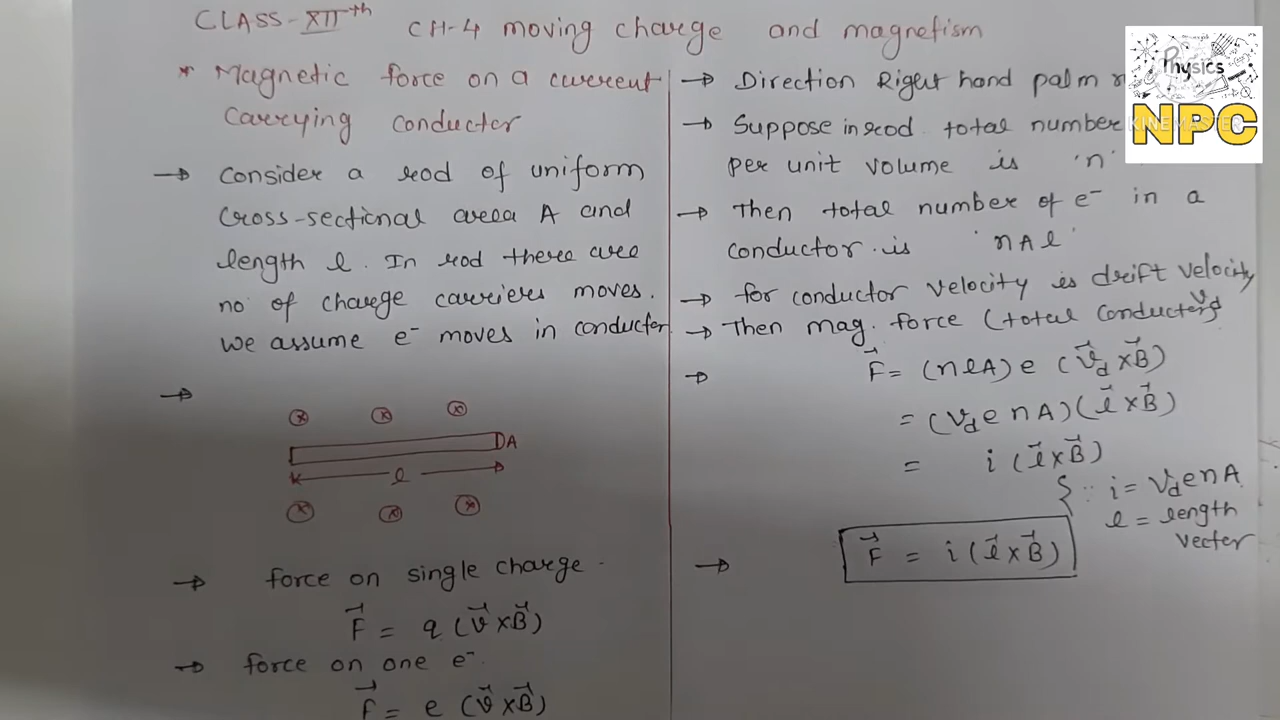 CLASS-XIIth CH-4 moving charge and magnetism
* Magnetic force on a current
carrying conductor
→ Consider a rod of uniform
cross-sectional area A and
length l. In rod there are
no of charge carriers moves.
we assume e⁻ moves in conductor
→
⊗ ⊗ ⊗
A
l
⊗ ⊗ ⊗
→ force on single charge.
F⃗ = q (v⃗ × B⃗)
→ force on one e⁻
F⃗ = e (v⃗ × B⃗)
→ Direction Right hand palm
→ Suppose in rod total number
per unit volume is 'n'
→ Then total number of e⁻ in a
conductor is 'nAl'
→ for conductor velocity is drift velocity
→ Then mag. force (total conductor) vd
→ F⃗ = (nlA) e (v⃗d × B⃗)
= (vd e n A) (l⃗ × B⃗)
= i (l⃗ × B⃗)
{ ∵ i = vd e n A
l = length
vecter
→ F⃗ = i (l⃗ × B⃗)
Physics
NPC
KINEMASTER